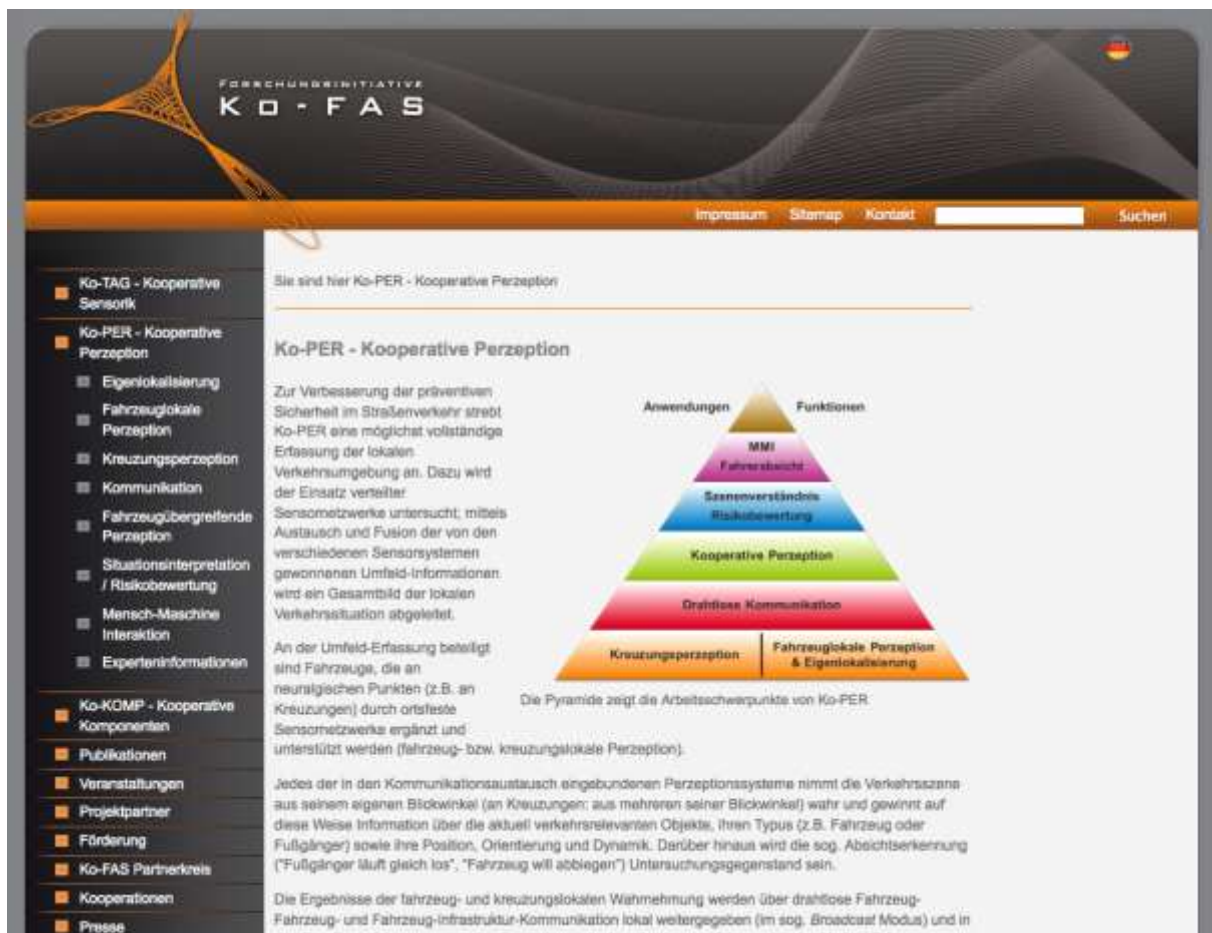 FORSCHUNGSINITIATIVE
KO-FAS
Impressum Sitemap Kontakt Suchen
Ko-TAG - Kooperative
Sensorik
Ko-PER - Kooperative
Perzeption
Eigenlokalisierung
Fahrzeuglokale
Perzeption
Kreuzungsperzeption
Kommunikation
Fahrzeugübergreifende
Perzeption
Situationsinterpretation
/ Risikobewertung
Mensch-Maschine
Interaktion
Experteninformationen
Ko-KOMP - Kooperative
Komponenten
Publikationen
Veranstaltungen
Projektpartner
Förderung
Ko-FAS Partnerkreis
Kooperationen
Presse
Sie sind hier Ko-PER - Kooperative Perzeption
Ko-PER - Kooperative Perzeption
Zur Verbesserung der präventiven
Sicherheit im Straßenverkehr strebt
Ko-PER eine möglichst vollständige
Erfassung der lokalen
Verkehrsumgebung an. Dazu wird
der Einsatz verteilter
Sensornetzwerke untersucht; mittels
Austausch und Fusion der von den
verschiedenen Sensorsystemen
gewonnenen Umfeld-Informationen
wird ein Gesamtbild der lokalen
Verkehrssituation abgeleitet.
An der Umfeld-Erfassung beteiligt
sind Fahrzeuge, die an
neuralgischen Punkten (z.B. an
Kreuzungen) durch ortsfeste
Sensornetzwerke ergänzt und
unterstützt werden (fahrzeug- bzw. kreuzungslokale Perzeption).
Anwendungen Funktionen
MMI
Fahrerabsicht
Szenenverständnis
Risikobewertung
Kooperative Perzeption
Drahtlose Kommunikation
Kreuzungsperzeption
Fahrzeuglokale Perzeption
& Eigenlokalisierung
Die Pyramide zeigt die Arbeitsschwerpunkte von Ko-PER
Jedes der in den Kommunikationsaustausch eingebundenen Perzeptionssysteme nimmt die Verkehrsszene
aus seinem eigenen Blickwinkel (an Kreuzungen: aus mehreren seiner Blickwinkel) wahr und gewinnt auf
diese Weise Information über die aktuell verkehrsrelevanten Objekte, ihren Typus (z.B. Fahrzeug oder
Fußgänger) sowie ihre Position, Orientierung und Dynamik. Darüber hinaus wird die sog. Absichtserkennung
("Fußgänger läuft gleich los", "Fahrzeug will abbiegen") Untersuchungsgegenstand sein.
Die Ergebnisse der fahrzeug- und kreuzungslokalen Wahrnehmung werden über drahtlose Fahrzeug-
Fahrzeug- und Fahrzeug-Infrastruktur-Kommunikation lokal weitergegeben (im sog. Broadcast Modus) und in